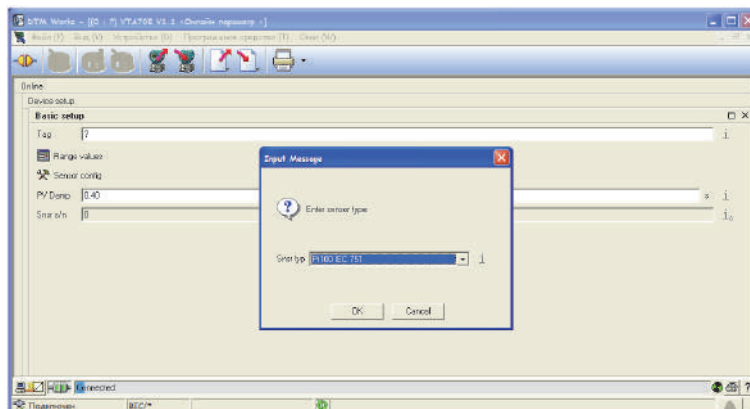 DTM Works – [(0 : ?) VTA70B V1.1 <Онлайн параметр >]
Файл (F) Вид (V) Устройство (D) Программное средство (T) Окно (W)
Online
Device setup
Basic setup
Tag ?
Range values
Sensor config
PV Damp 0.40 s
Snsr s/n 0
Input Message
Enter sensor type
Snsr typ Pt100 IEC 751
OK Cancel
Connected
Подключен